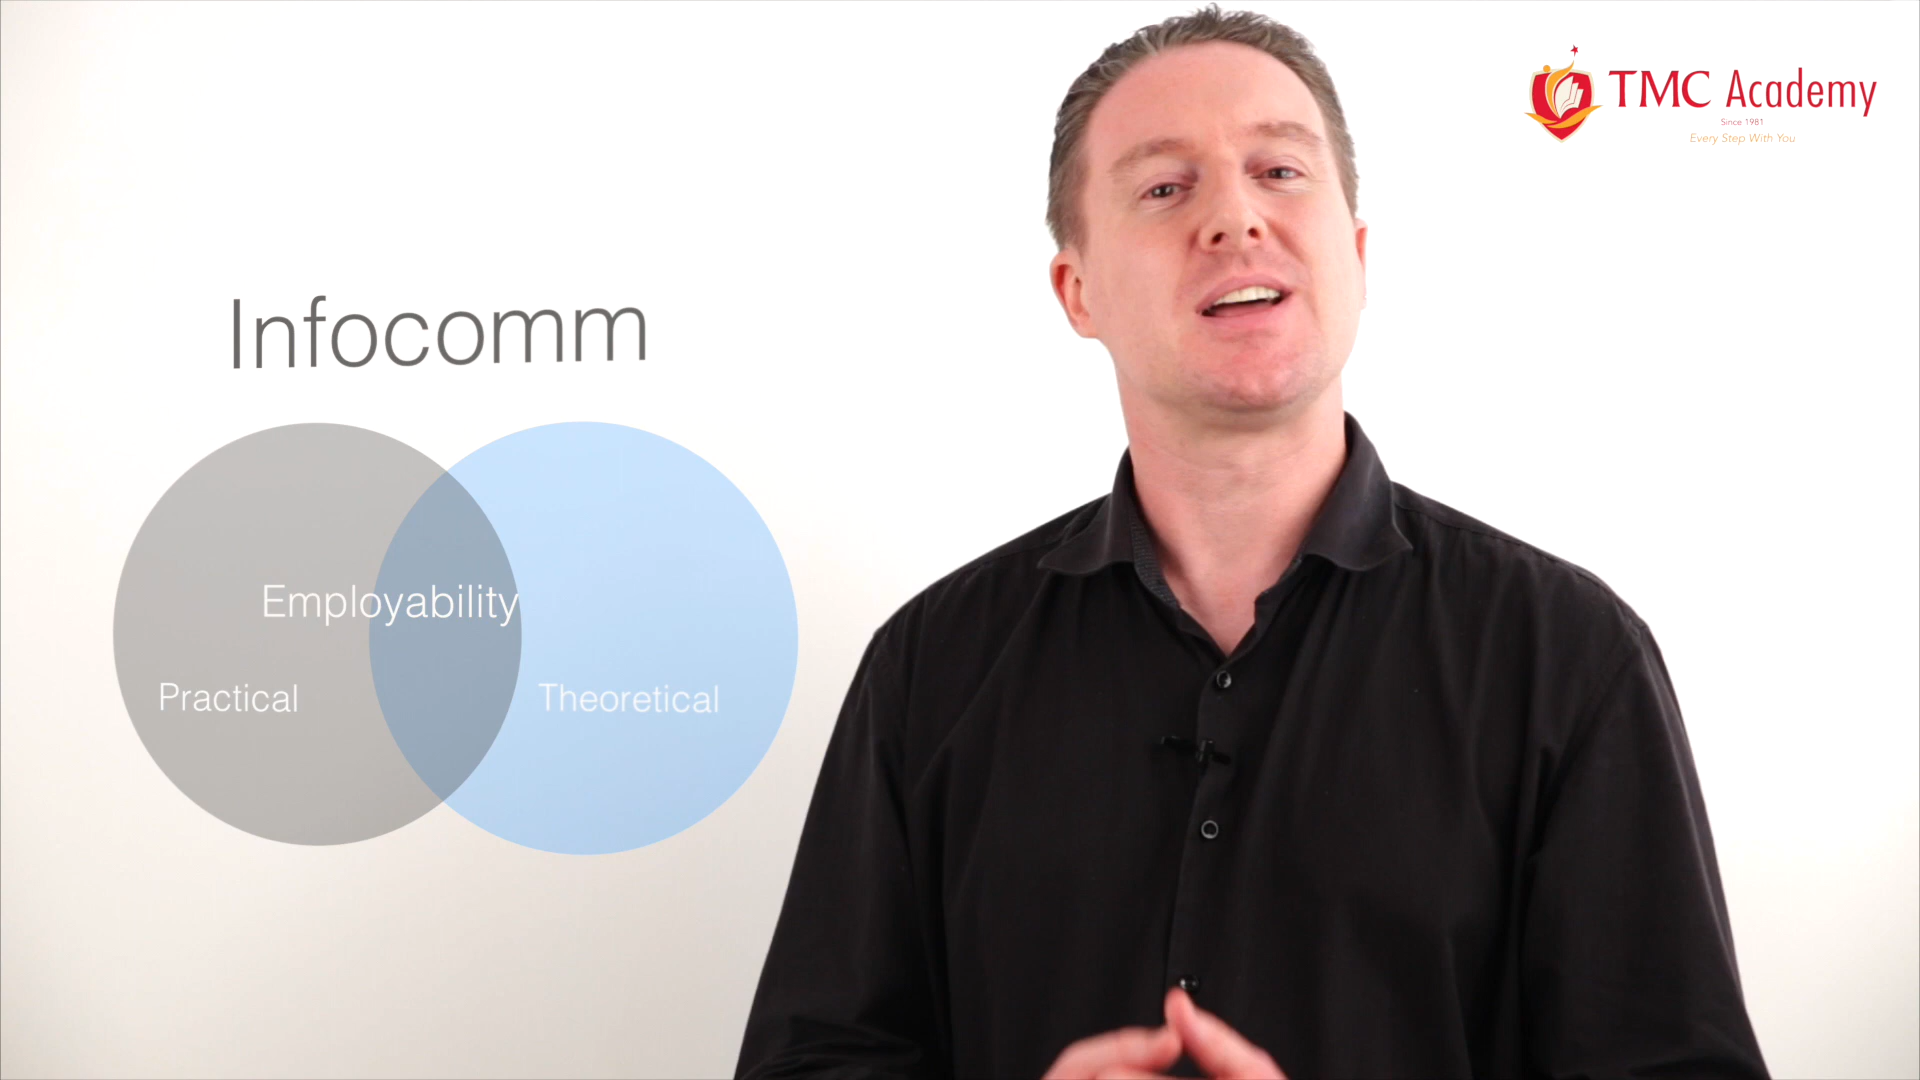 TMC Academy
Since 1981
Every Step With You
Infocomm
Employability
Practical
Theoretical